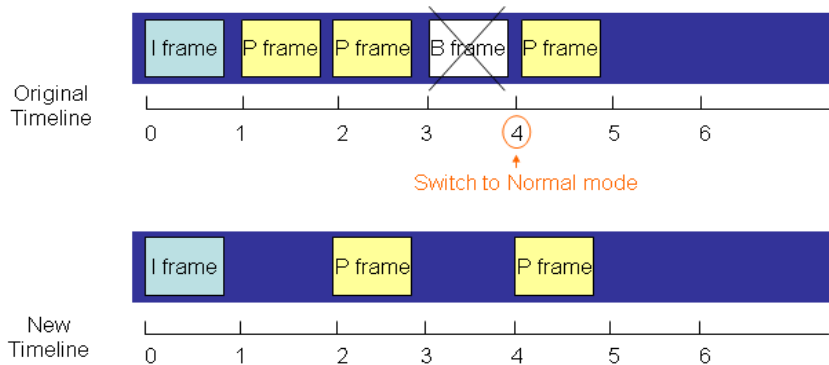 I frame P frame P frame B frame P frame
Original
Timeline
0 1 2 3 4 5 6
Switch to Normal mode
I frame P frame P frame
New
Timeline
0 1 2 3 4 5 6